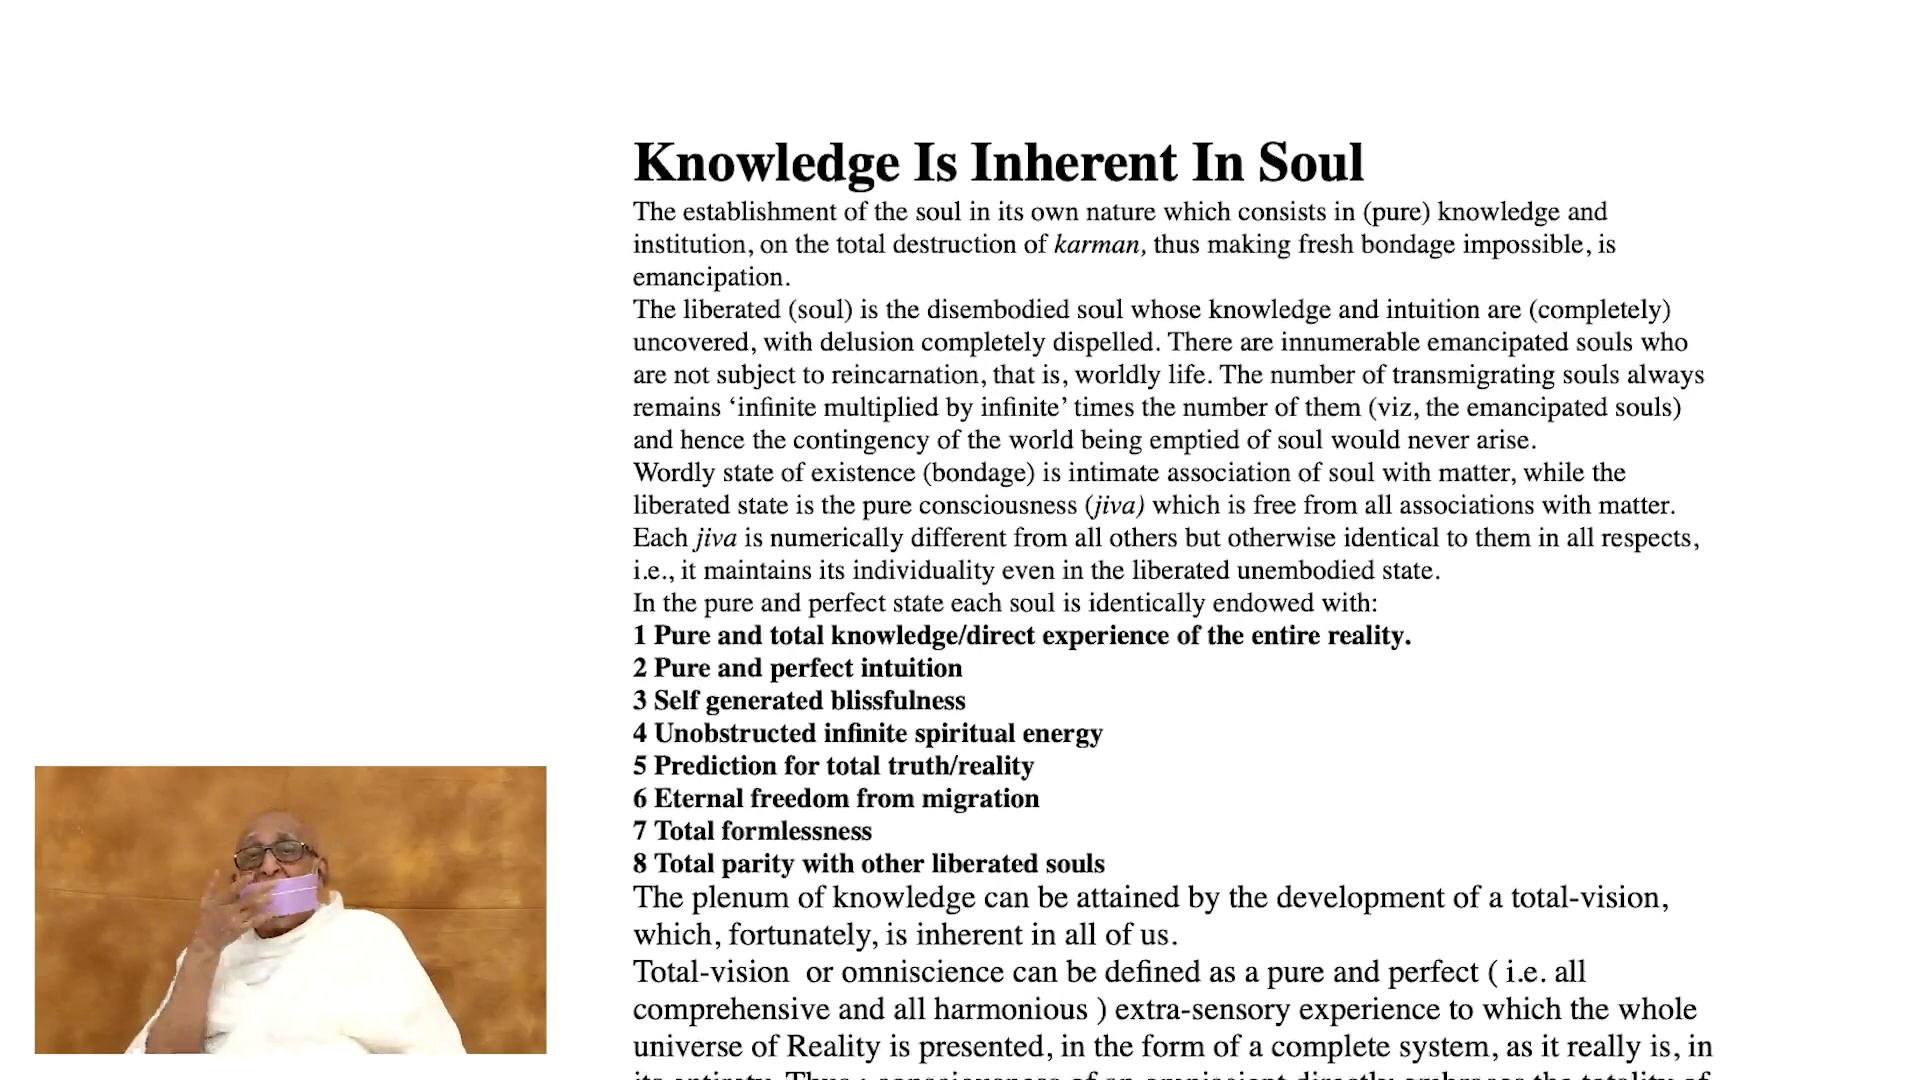 Knowledge Is Inherent In Soul
The establishment of the soul in its own nature which consists in (pure) knowledge and
institution, on the total destruction of karman, thus making fresh bondage impossible, is
emancipation.
The liberated (soul) is the disembodied soul whose knowledge and intuition are (completely)
uncovered, with delusion completely dispelled. There are innumerable emancipated souls who
are not subject to reincarnation, that is, worldly life. The number of transmigrating souls always
remains ‘infinite multiplied by infinite’ times the number of them (viz, the emancipated souls)
and hence the contingency of the world being emptied of soul would never arise.
Wordly state of existence (bondage) is intimate association of soul with matter, while the
liberated state is the pure consciousness (jiva) which is free from all associations with matter.
Each jiva is numerically different from all others but otherwise identical to them in all respects,
i.e., it maintains its individuality even in the liberated unembodied state.
In the pure and perfect state each soul is identically endowed with:
1 Pure and total knowledge/direct experience of the entire reality.
2 Pure and perfect intuition
3 Self generated blissfulness
4 Unobstructed infinite spiritual energy
5 Prediction for total truth/reality
6 Eternal freedom from migration
7 Total formlessness
8 Total parity with other liberated souls
The plenum of knowledge can be attained by the development of a total-vision,
which, fortunately, is inherent in all of us.
Total-vision or omniscience can be defined as a pure and perfect ( i.e. all
comprehensive and all harmonious ) extra-sensory experience to which the whole
universe of Reality is presented, in the form of a complete system, as it really is, in
its entirety. Thus : consciousness of an omniscient directly embraces the totality of